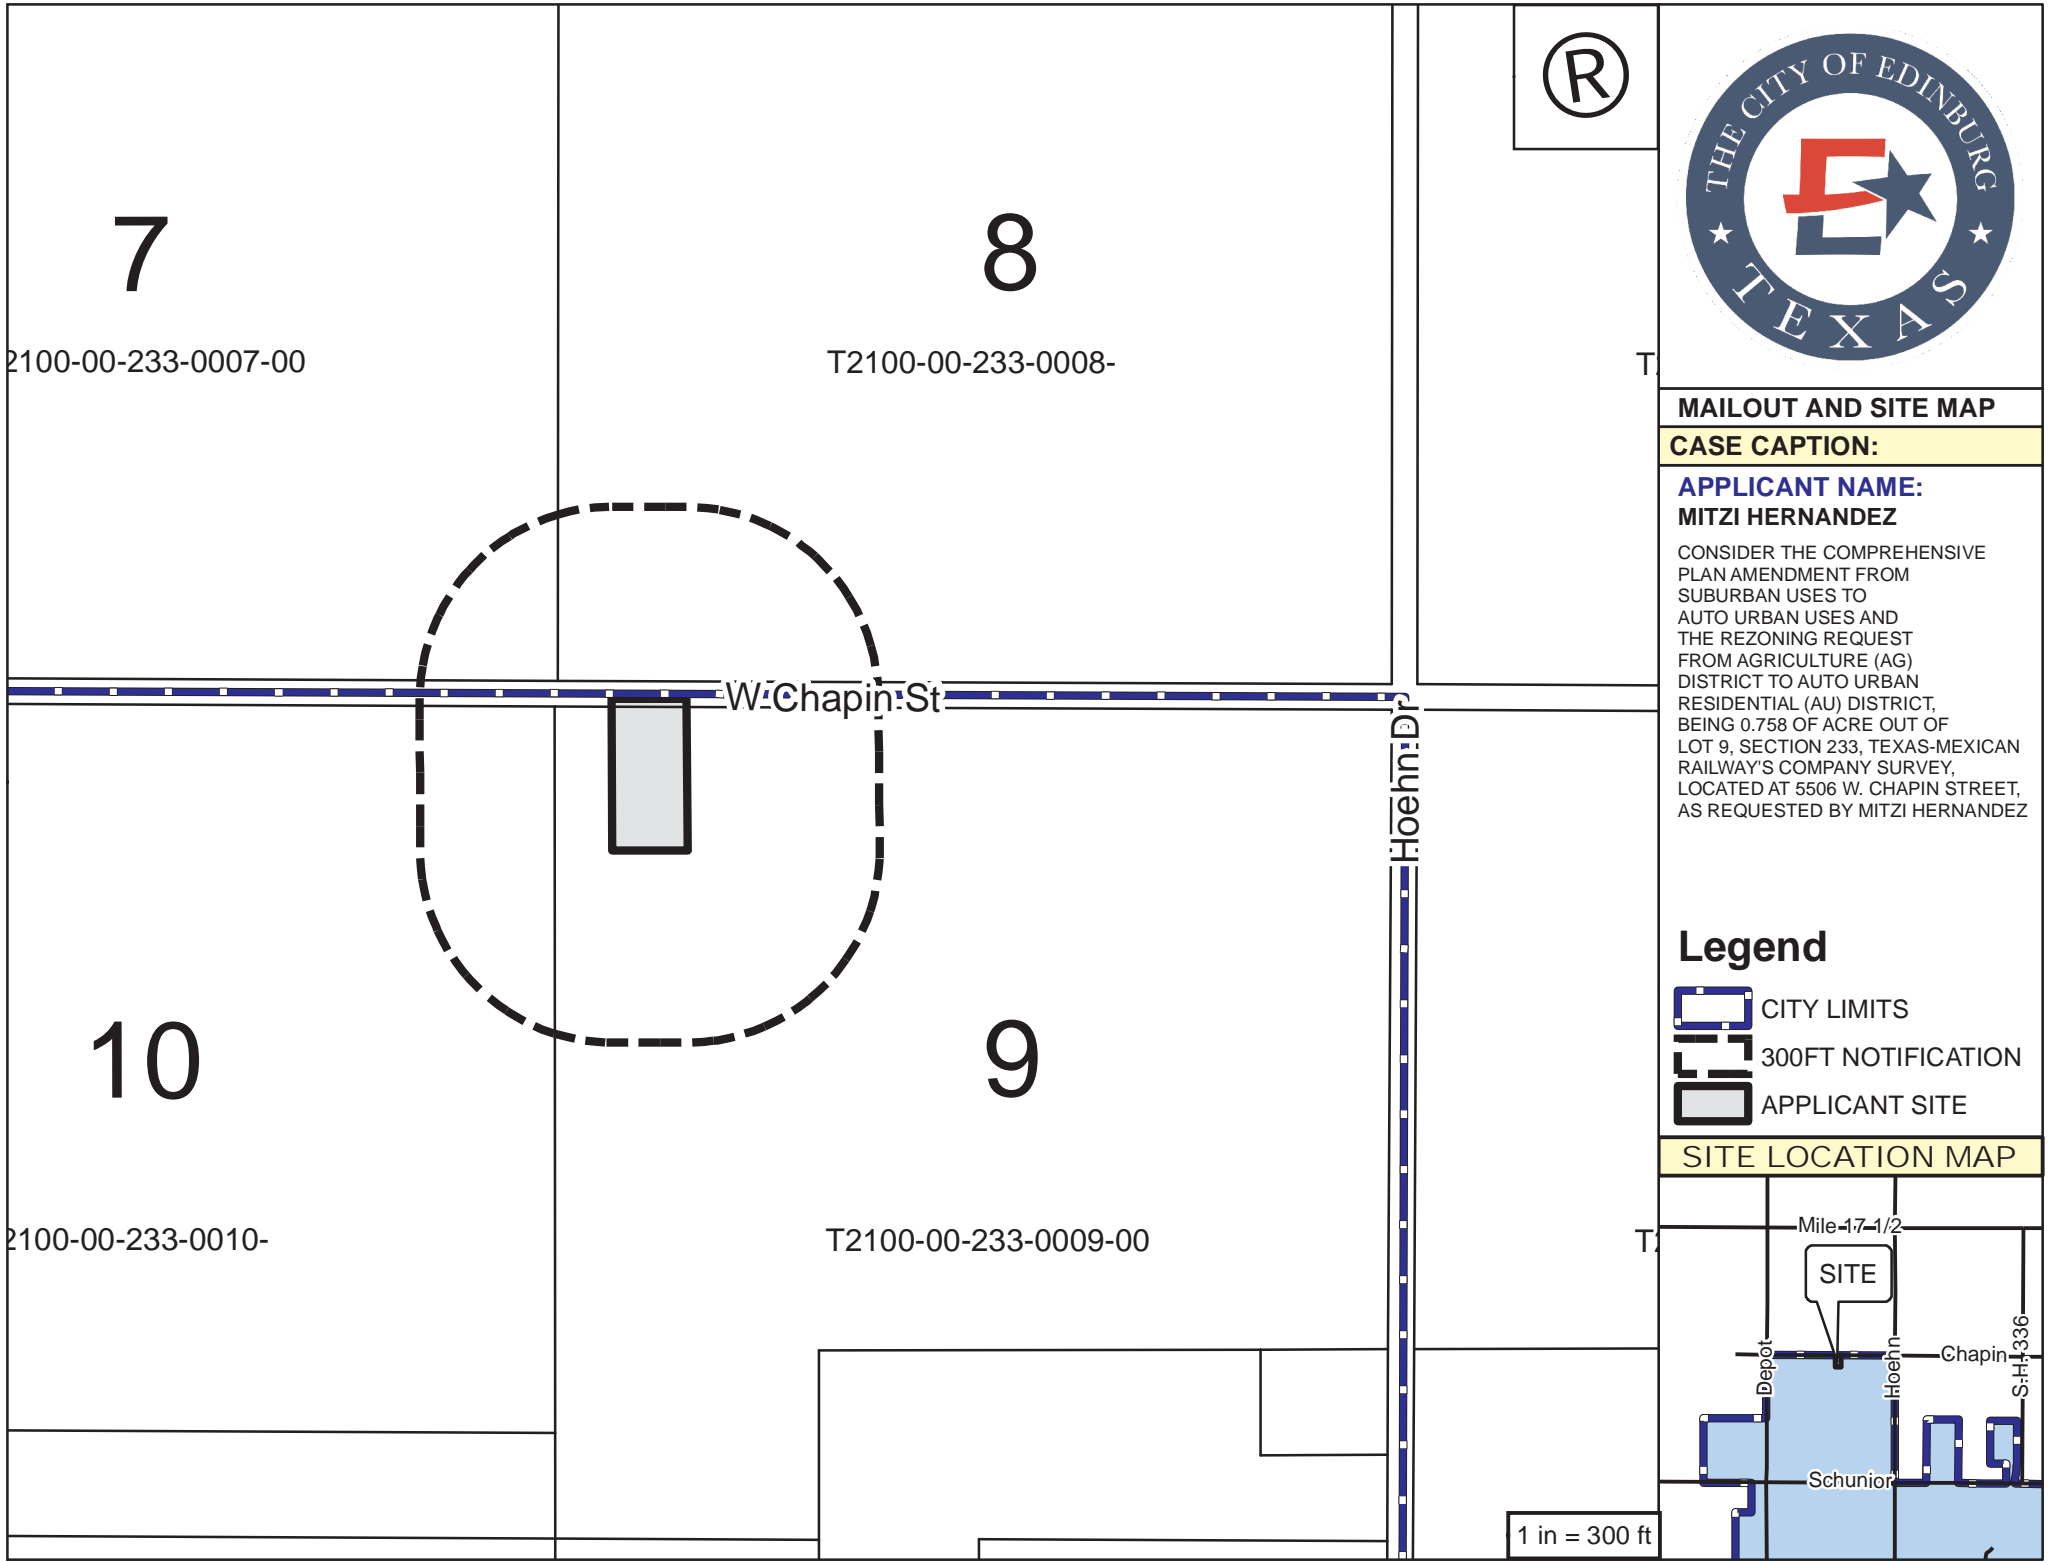 7
8
2100-00-233-0007-00
T2100-00-233-0008-
T
W Chapin St
Hoehn Dr
10
9
2100-00-233-0010-
T2100-00-233-0009-00
T2
1 in = 300 ft
®
THE CITY OF EDINBURG
TEXAS
MAILOUT AND SITE MAP
CASE CAPTION:
APPLICANT NAME:
MITZI HERNANDEZ
CONSIDER THE COMPREHENSIVE
PLAN AMENDMENT FROM
SUBURBAN USES TO
AUTO URBAN USES AND
THE REZONING REQUEST
FROM AGRICULTURE (AG)
DISTRICT TO AUTO URBAN
RESIDENTIAL (AU) DISTRICT,
BEING 0.758 OF ACRE OUT OF
LOT 9, SECTION 233, TEXAS-MEXICAN
RAILWAY'S COMPANY SURVEY,
LOCATED AT 5506 W. CHAPIN STREET,
AS REQUESTED BY MITZI HERNANDEZ
Legend
CITY LIMITS
300FT NOTIFICATION
APPLICANT SITE
SITE LOCATION MAP
Mile 17 1/2
SITE
Depot
Hoehn
Chapin
S.H. 336
Schunior